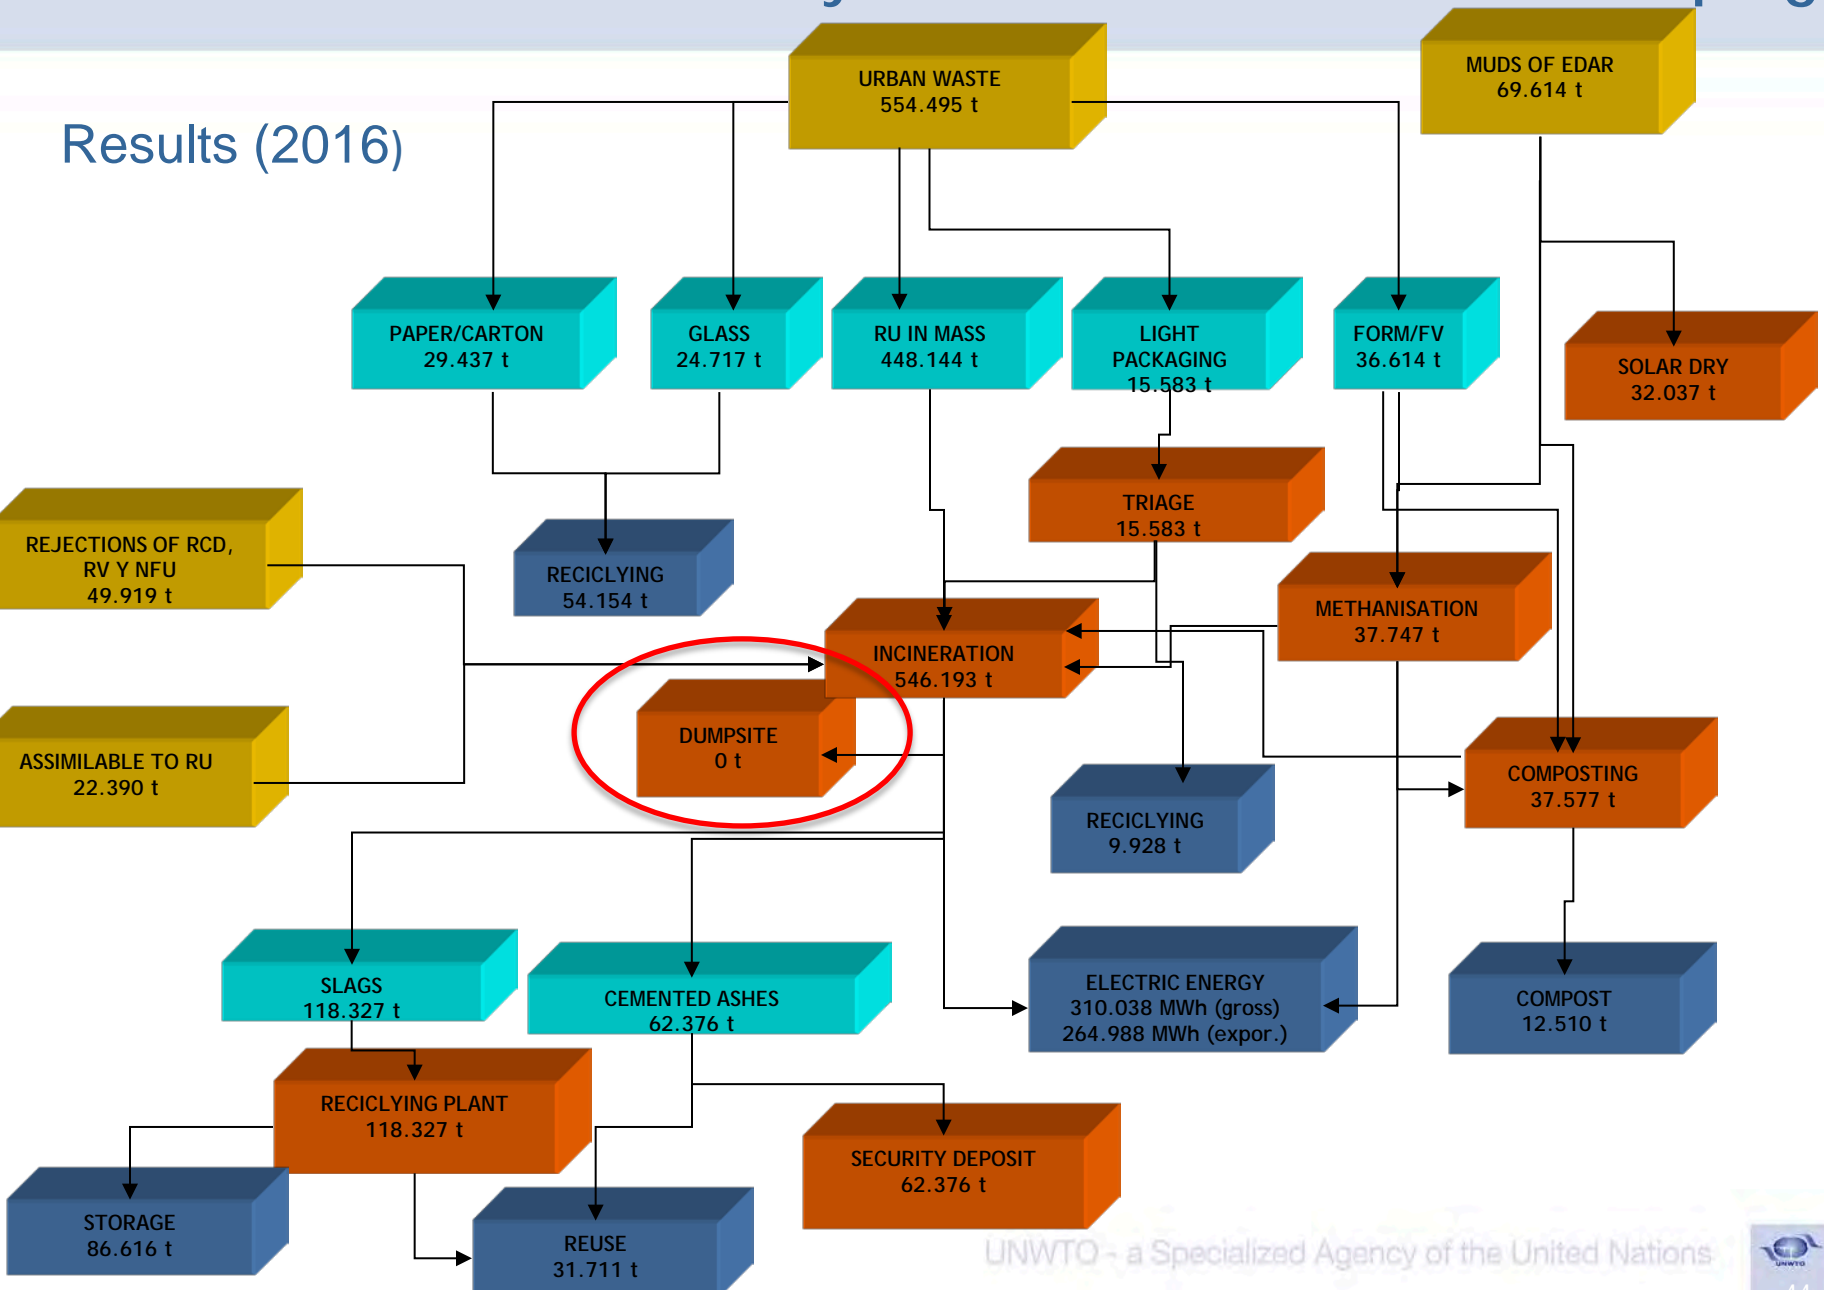 Results (2016)
URBAN WASTE
554.495 t
MUDS OF EDAR
69.614 t
PAPER/CARTON
29.437 t
GLASS
24.717 t
RU IN MASS
448.144 t
LIGHT
PACKAGING
15.583 t
FORM/FV
36.614 t
SOLAR DRY
32.037 t
TRIAGE
15.583 t
REJECTIONS OF RCD,
RV Y NFU
49.919 t
RECICLYING
54.154 t
METHANISATION
37.747 t
INCINERATION
546.193 t
DUMPSITE
0 t
ASSIMILABLE TO RU
22.390 t
COMPOSTING
37.577 t
RECICLYING
9.928 t
SLAGS
118.327 t
CEMENTED ASHES
62.376 t
ELECTRIC ENERGY
310.038 MWh (gross)
264.988 MWh (expor.)
COMPOST
12.510 t
RECICLYING PLANT
118.327 t
SECURITY DEPOSIT
62.376 t
STORAGE
86.616 t
REUSE
31.711 t
UNWTO - a Specialized Agency of the United Nations
UNWTO